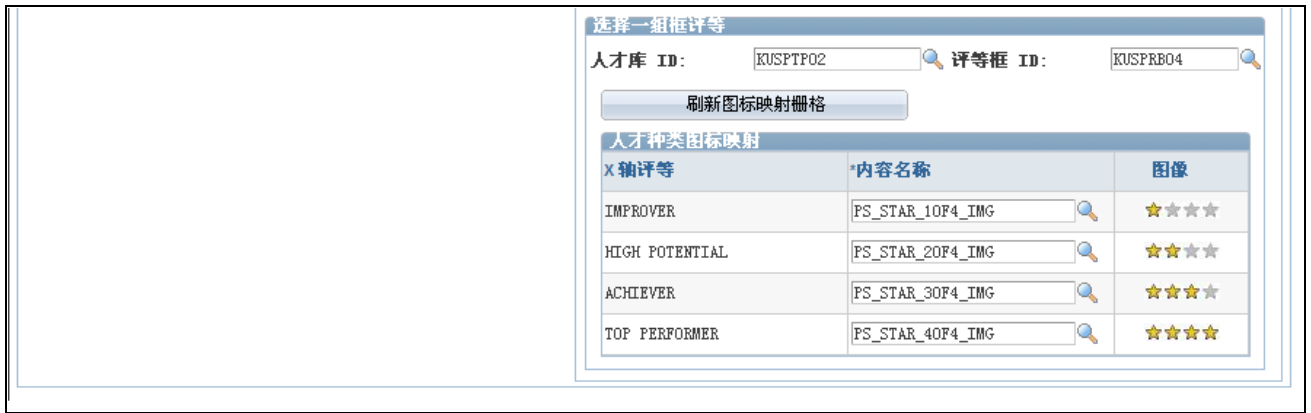 选择一组框评等
人才库 ID: KUSPTP02 评等框 ID: KUSPRB04
刷新图标映射栅格
人才种类图标映射
X 轴评等 *内容名称 图像
IMPROVER PS_STAR_1OF4_IMG
HIGH POTENTIAL PS_STAR_2OF4_IMG
ACHIEVER PS_STAR_3OF4_IMG
TOP PERFORMER PS_STAR_4OF4_IMG